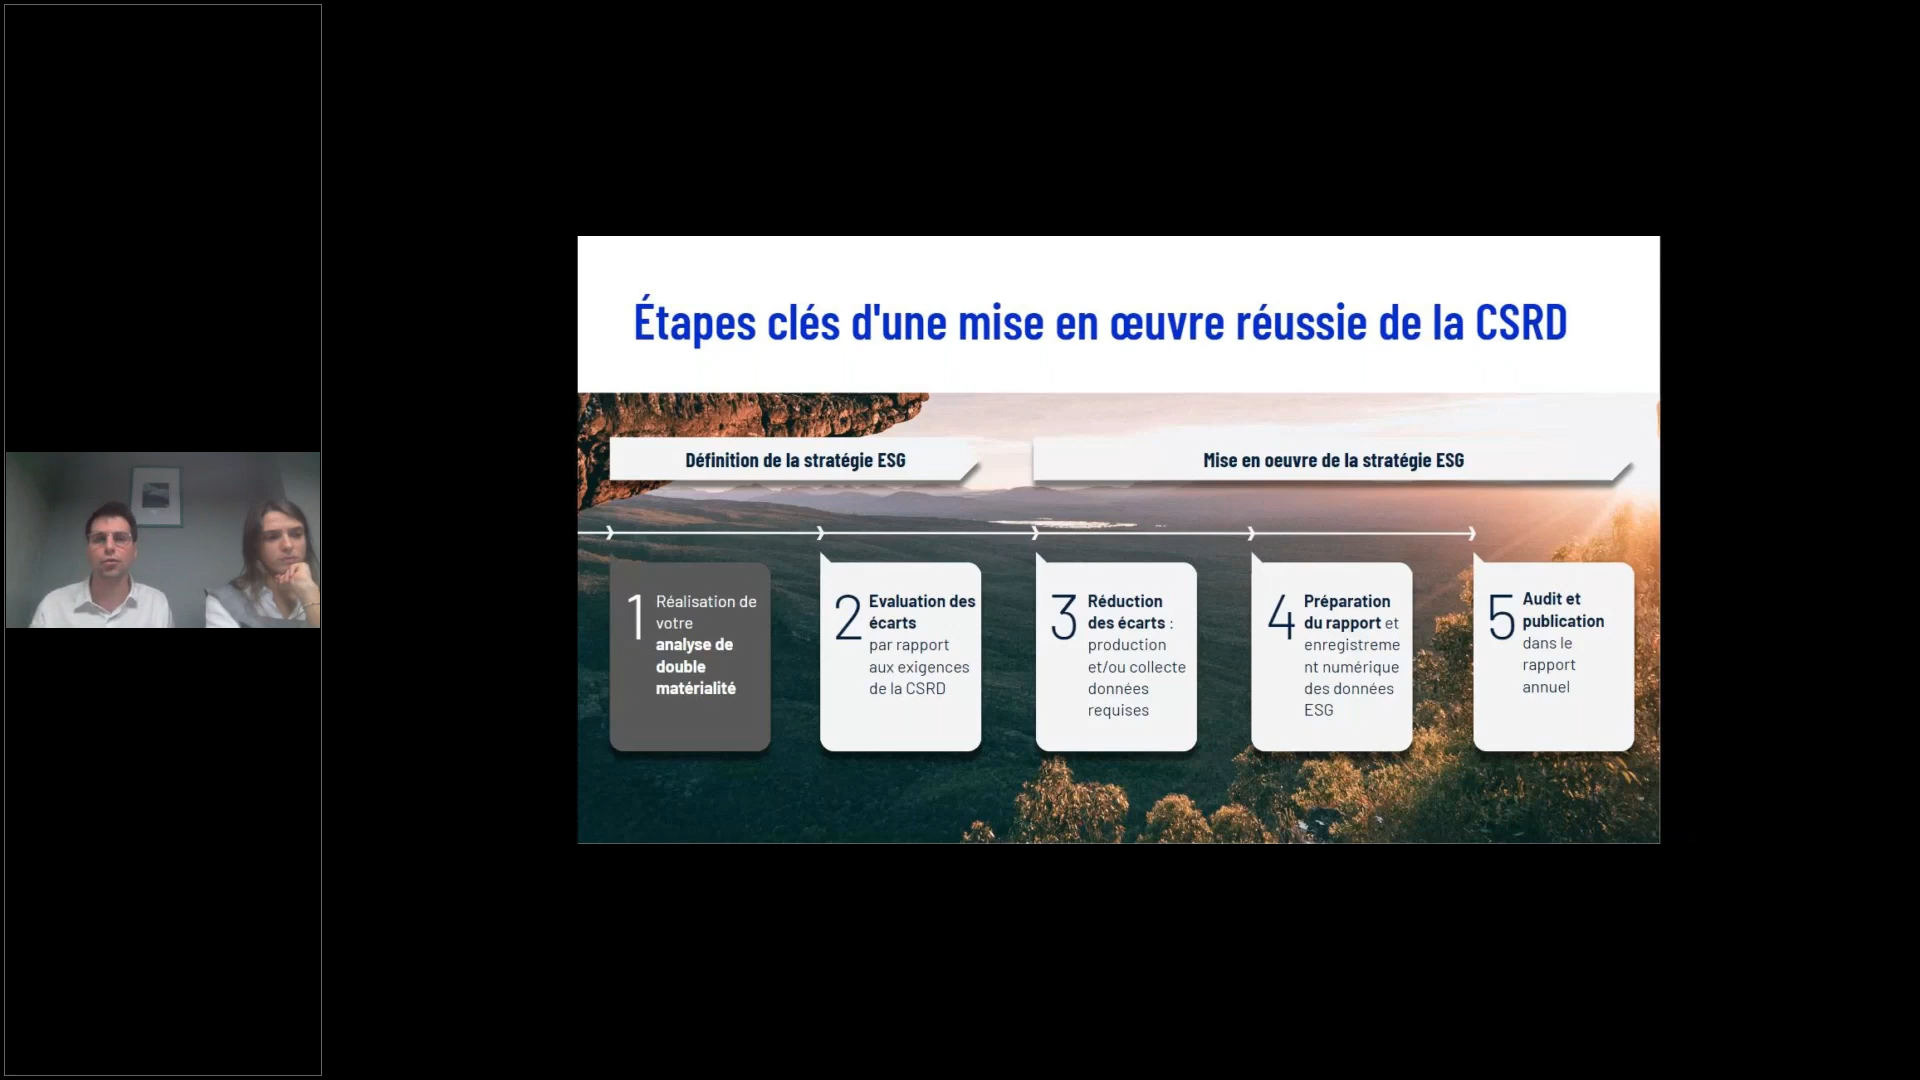 Étapes clés d'une mise en œuvre réussie de la CSRD
Définition de la stratégie ESG
Mise en oeuvre de la stratégie ESG
1
Réalisation de
votre
analyse de
double
matérialité
2
Evaluation des
écarts
par rapport
aux exigences
de la CSRD
3
Réduction
des écarts :
production
et/ou collecte
données
requises
4
Préparation
du rapport et
enregistreme
nt numérique
des données
ESG
5
Audit et
publication
dans le
rapport
annuel